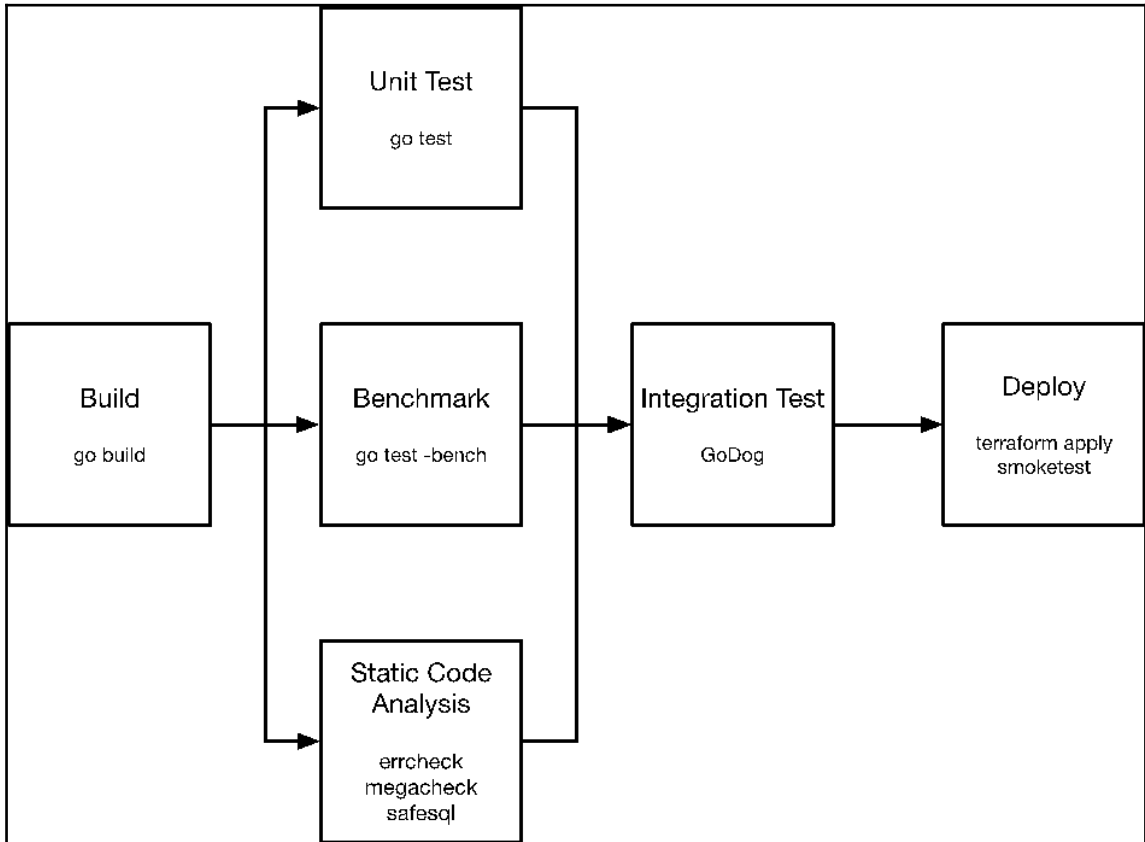 Unit Test
go test
Build
go build
Benchmark
go test -bench
Integration Test
GoDog
Deploy
terraform apply
smoketest
Static Code
Analysis
errcheck
megacheck
safesql